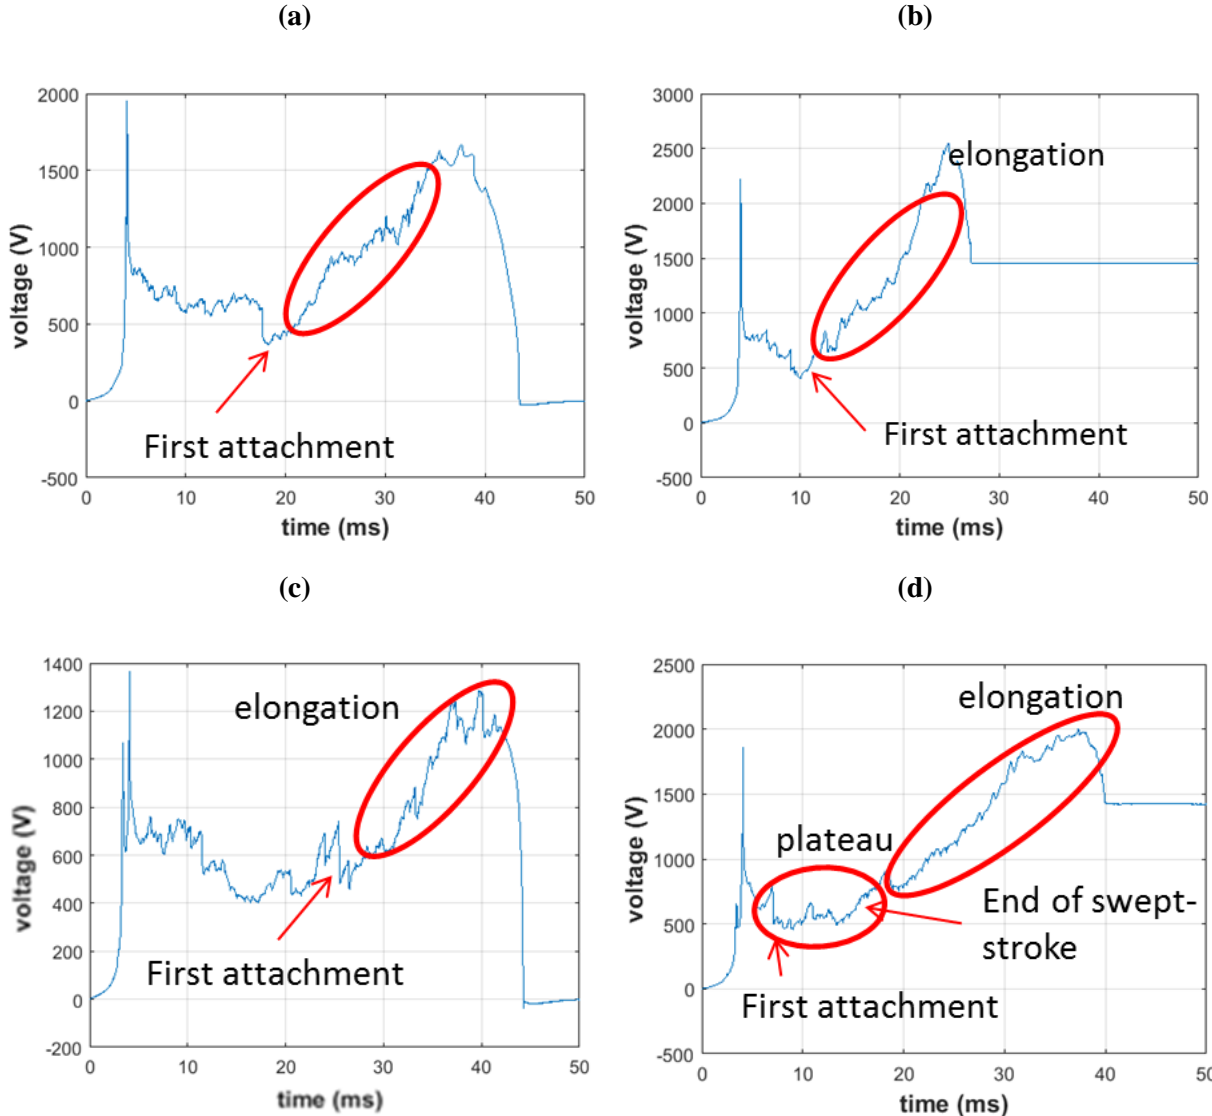 (a)
(b)
2000
1500
1000
500
0
-500
voltage (V)
First attachment
0 10 20 30 40 50
time (ms)
3000
2500
2000
1500
1000
500
0
-500
voltage (V)
elongation
First attachment
0 10 20 30 40 50
time (ms)
(c)
(d)
1400
1200
1000
800
600
400
200
0
-200
voltage (V)
elongation
First attachment
0 10 20 30 40 50
time (ms)
2500
2000
1500
1000
500
0
-500
voltage (V)
elongation
plateau
End of swept-
stroke
First attachment
0 10 20 30 40 50
time (ms)